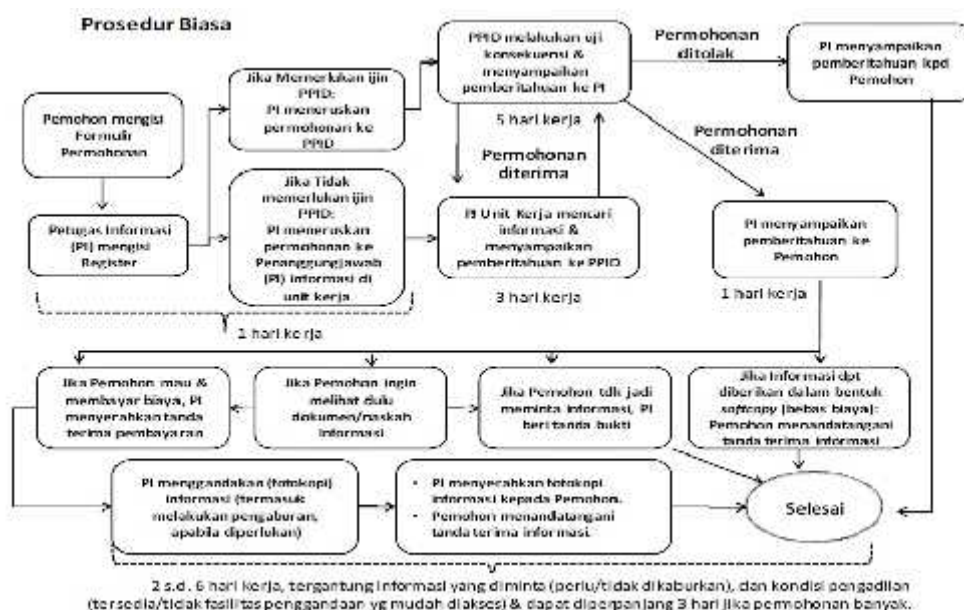 Prosedur Biasa
Pemohon mengisi
Formulir
Permohonan
Petugas Informasi
(PI) mengisi
Register
Jika Memerlukan ijin
PPID:
PI meneruskan
permohonan ke
PPID
Jika Tidak
memerlukan ijin
PPID:
PI meneruskan
permohonan ke
Penanggungjawab
(PJ) informasi di
unit kerja
1 hari kerja
PPID melakukan uji
konsekuensi &
menyampaikan
pemberitahuan ke PI
5 hari kerja
Permohonan
diterima
PJ Unit Kerja mencari
informasi &
menyampaikan
pemberitahuan ke PPID
3 hari kerja
Permohonan
ditolak
PI menyampaikan
pemberitahuan kpd
Pemohon
Permohonan
diterima
PI menyampaikan
pemberitahuan ke
Pemohon
1 hari kerja
Jika Pemohon mau &
membayar biaya, PI
menyerahkan tanda
terima pembayaran
Jika Pemohon ingin
melihat dulu
dokumen/naskah
Informasi
Jika Pemohon tdk jadi
meminta informasi, PI
beri tanda bukti
Jika Informasi dpt
diberikan dalam bentuk
softcopy (bebas biaya):
Pemohon menandatangani
tanda terima informasi
PI menggandakan (fotokopi)
informasi (termasuk
melakukan pengaburan,
apabila diperlukan)
• PI menyerahkan fotokopi
informasi kepada Pemohon.
• Pemohon menandatangani
tanda terima informasi.
Selesai
2 s.d. 6 hari kerja, tergantung informasi yang diminta (perlu/tidak dikaburkan), dan kondisi pengadilan
(tersedia/tidak fasilitas penggandaan yg mudah diakses) & dapat diperpanjang 3 hari jika permohonan banyak.